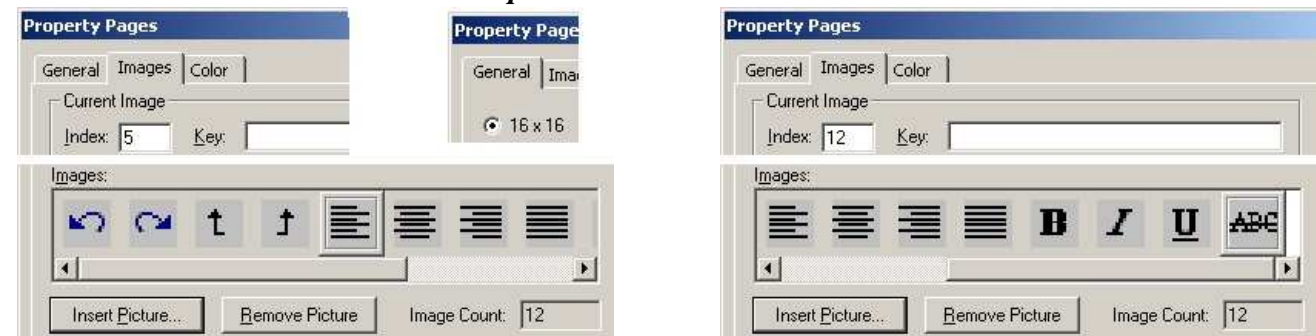 Property Pages
General Images Color
Current Image
Index: 5 Key:
Images:
Insert Picture... Remove Picture Image Count: 12
Property Page
General Ima
16 x 16
Property Pages
General Images Color
Current Image
Index: 12 Key:
Images:
B I U ABC
Insert Picture... Remove Picture Image Count: 12